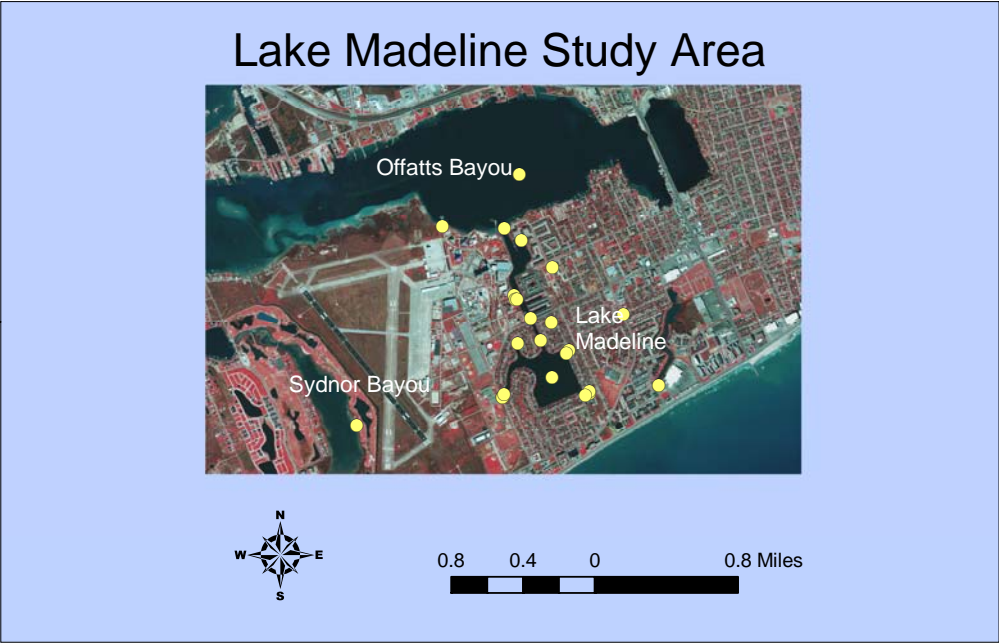 Lake Madeline Study Area
Offatts Bayou
Lake
Madeline
Sydnor Bayou
N
W E
S
0.8 0.4 0 0.8 Miles